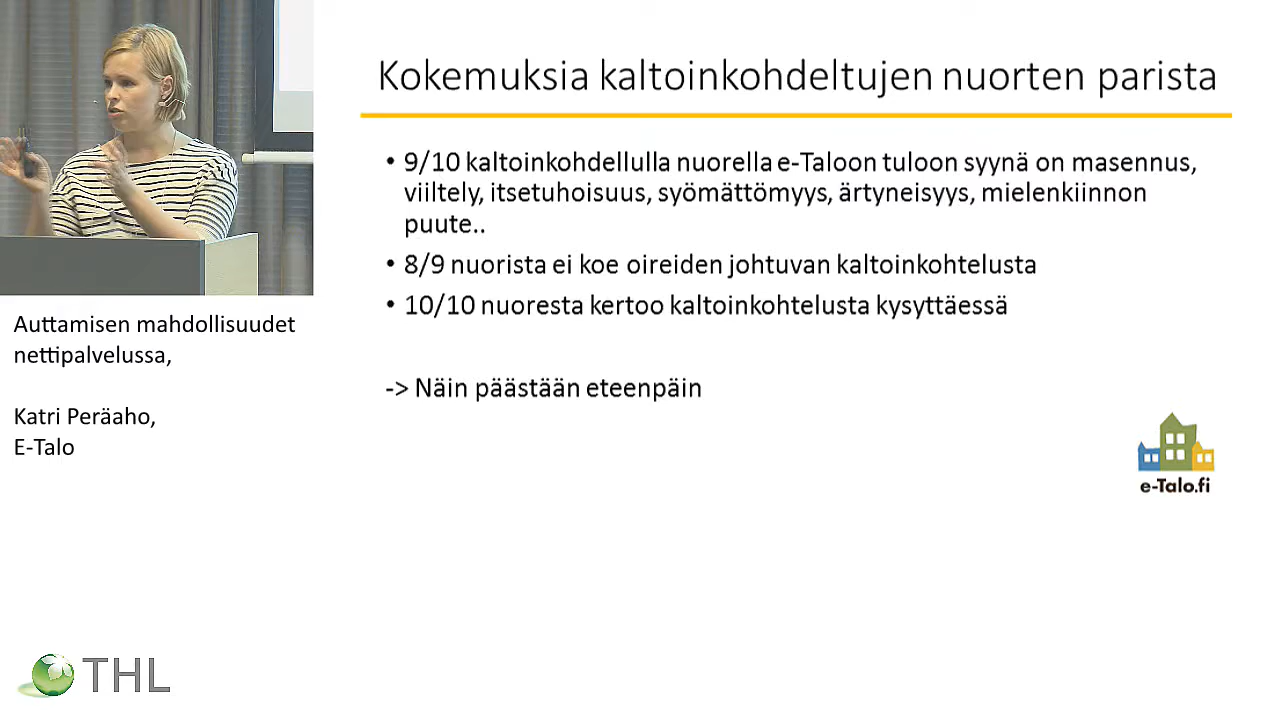 Kokemuksia kaltoinkohdeltujen nuorten parista
• 9/10 kaltoinkohdellulla nuorella e-Taloon tuloon syynä on masennus,
viiltely, itsetuhoisuus, syömättömyys, ärtyneisyys, mielenkiinnon
puute..
• 8/9 nuorista ei koe oireiden johtuvan kaltoinkohtelusta
• 10/10 nuoresta kertoo kaltoinkohtelusta kysyttäessä
-> Näin päästään eteenpäin
e-Talo.fi
Auttamisen mahdollisuudet
nettipalvelussa,
Katri Peräaho,
E-Talo
THL